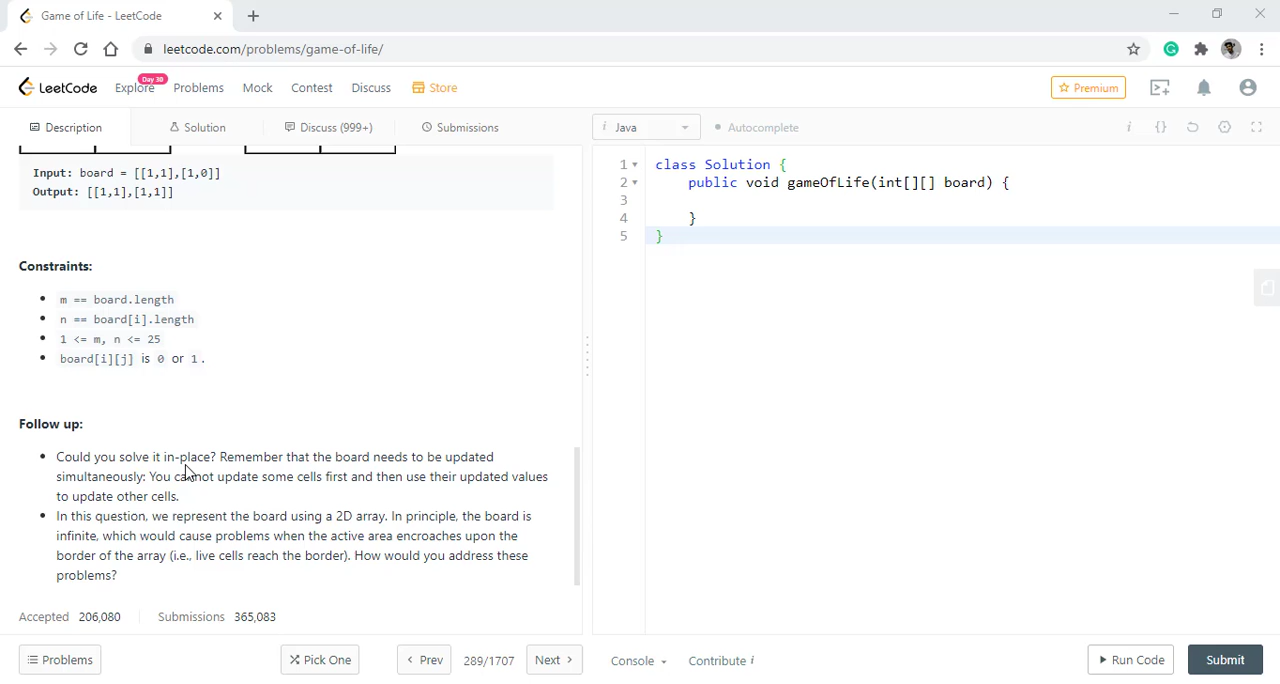 Game of Life - LeetCode
leetcode.com/problems/game-of-life/
LeetCode
Explore
Day 30
Problems
Mock
Contest
Discuss
Store
Premium
Description
Solution
Discuss (999+)
Submissions
Input: board = [[1,1],[1,0]]
Output: [[1,1],[1,1]]
Constraints:
m == board.length
n == board[i].length
1 <= m, n <= 25
board[i][j] is 0 or 1.
Follow up:
Could you solve it in-place? Remember that the board needs to be updated
simultaneously: You cannot update some cells first and then use their updated values
to update other cells.
In this question, we represent the board using a 2D array. In principle, the board is
infinite, which would cause problems when the active area encroaches upon the
border of the array (i.e., live cells reach the border). How would you address these
problems?
Accepted 206,080 Submissions 365,083
Problems
Pick One
Prev
289/1707
Next
i Java
Autocomplete
i {}
1 class Solution {
2 public void gameOfLife(int[][] board) {
3
4 }
5 }
Console
Contribute i
Run Code
Submit